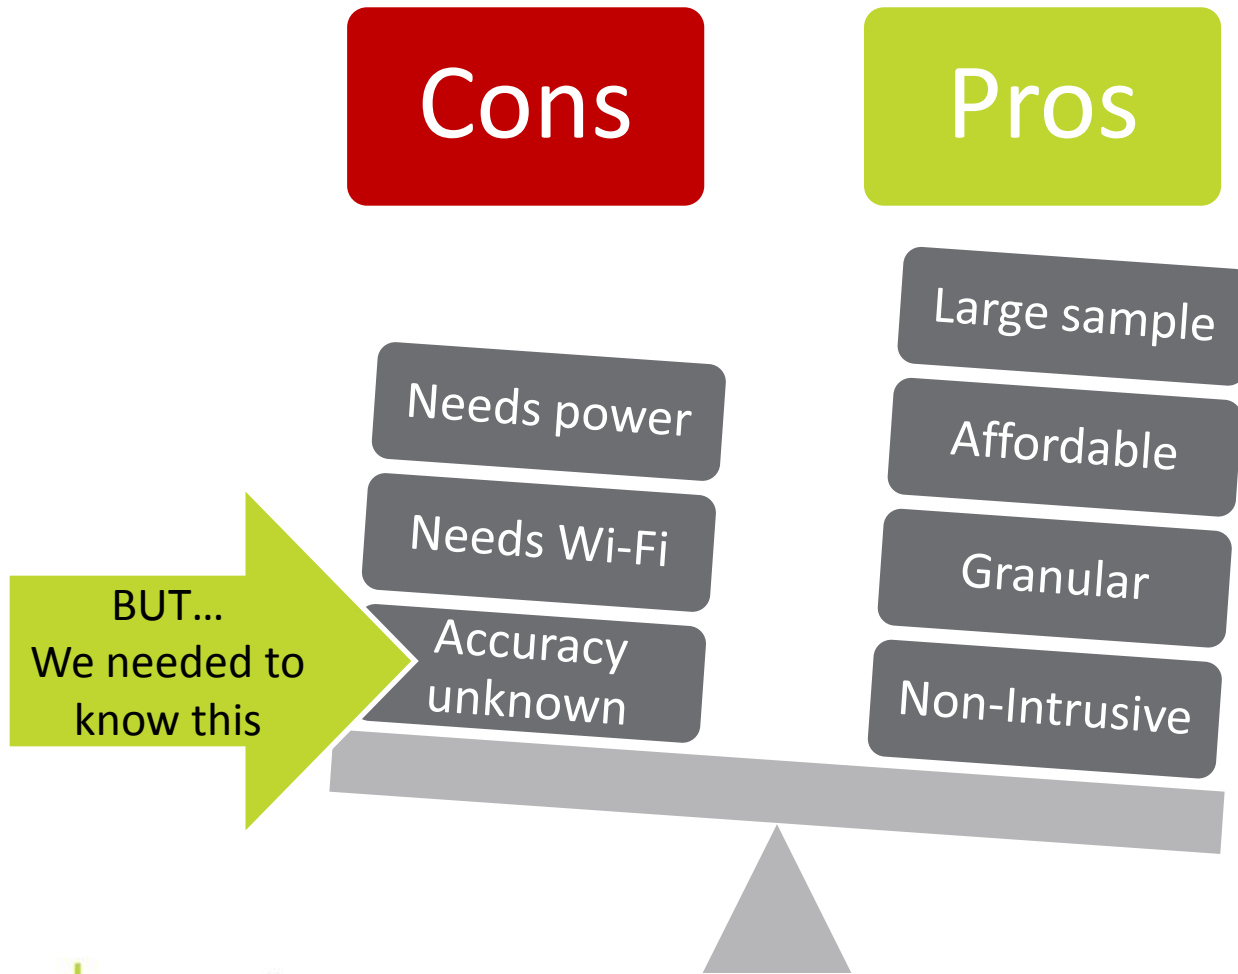 Cons
Pros
Large sample
Needs power
Affordable
Needs Wi-Fi
Granular
BUT...
We needed to
know this
Accuracy
unknown
Non-Intrusive